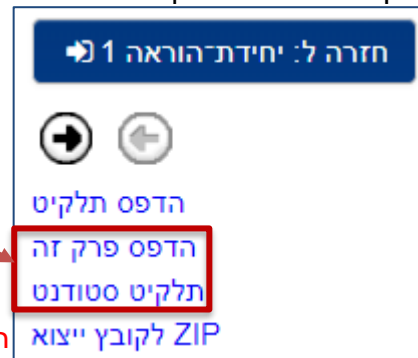 חזרה ל: יחידת־הוראה 1
הדפס תלקיט
הדפס פרק זה
תלקיט סטודנט
ZIP לקובץ ייצוא